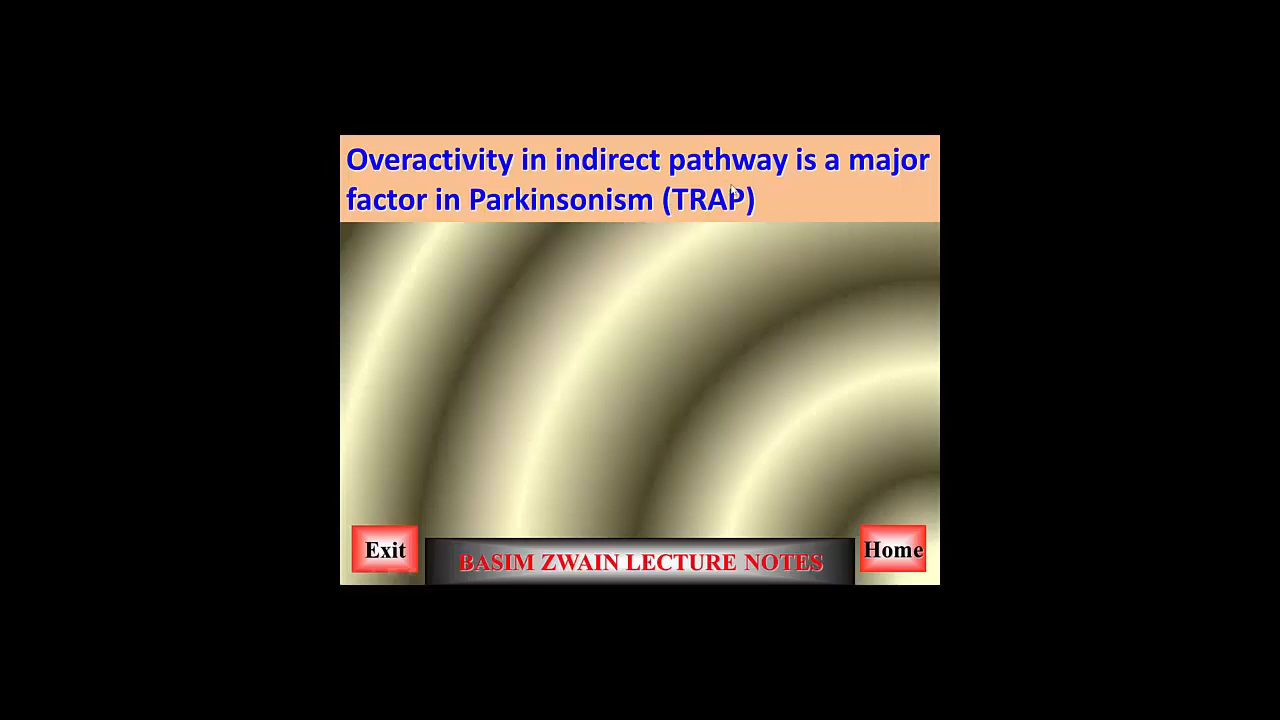 Overactivity in indirect pathway is a major
factor in Parkinsonism (TRAP)
Exit
BASIM ZWAIN LECTURE NOTES
Home